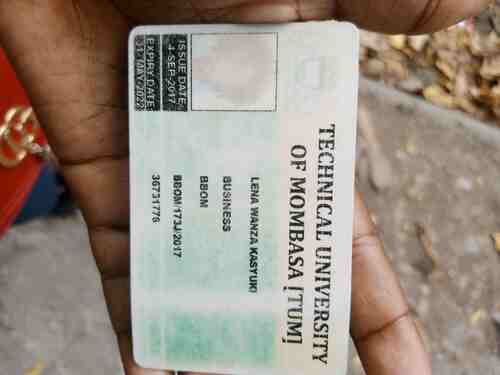 TECHNICAL UNIVERSITY
OF MOMBASA [TUM]
LENA WANZA KASYUKI
BUSINESS
BBOM
BBOM/173J/2017
36731776
ISSUE DATE:
4-SEP-2017
EXPIRY DATE:
31, MAY-2022